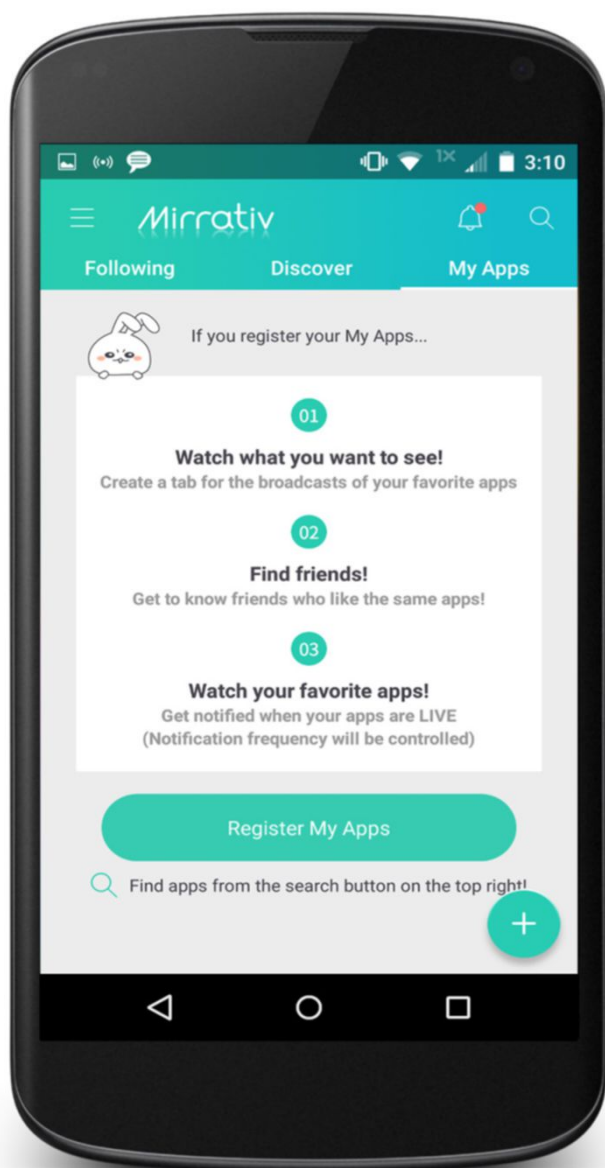 1X 3:10
Mirrativ
Following Discover My Apps
If you register your My Apps...
01
Watch what you want to see!
Create a tab for the broadcasts of your favorite apps
02
Find friends!
Get to know friends who like the same apps!
03
Watch your favorite apps!
Get notified when your apps are LIVE
(Notification frequency will be controlled)
Register My Apps
Find apps from the search button on the top right!
+